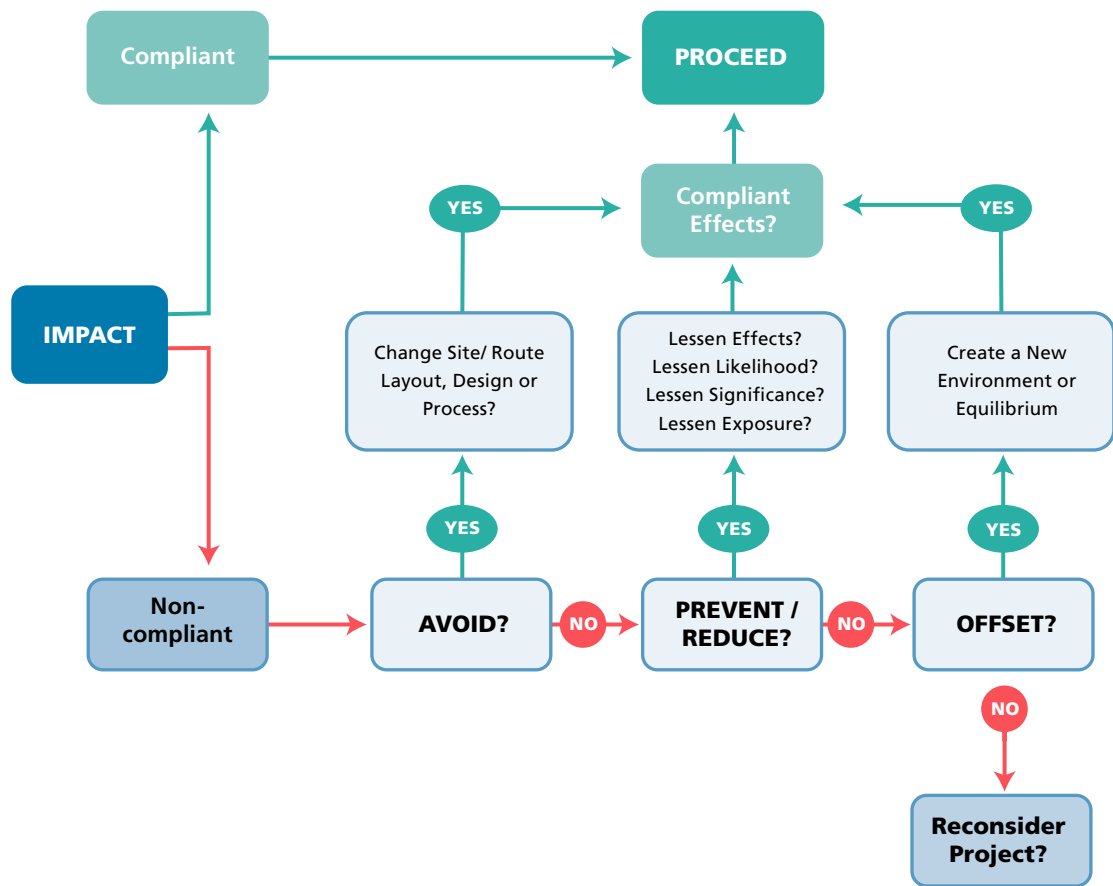 Compliant
PROCEED
YES
Compliant
Effects?
YES
IMPACT
Change Site/ Route
Layout, Design or
Process?
Lessen Effects?
Lessen Likelihood?
Lessen Significance?
Lessen Exposure?
Create a New
Environment or
Equilibrium
YES
YES
YES
Non-
compliant
AVOID?
NO
PREVENT /
REDUCE?
NO
OFFSET?
NO
Reconsider
Project?